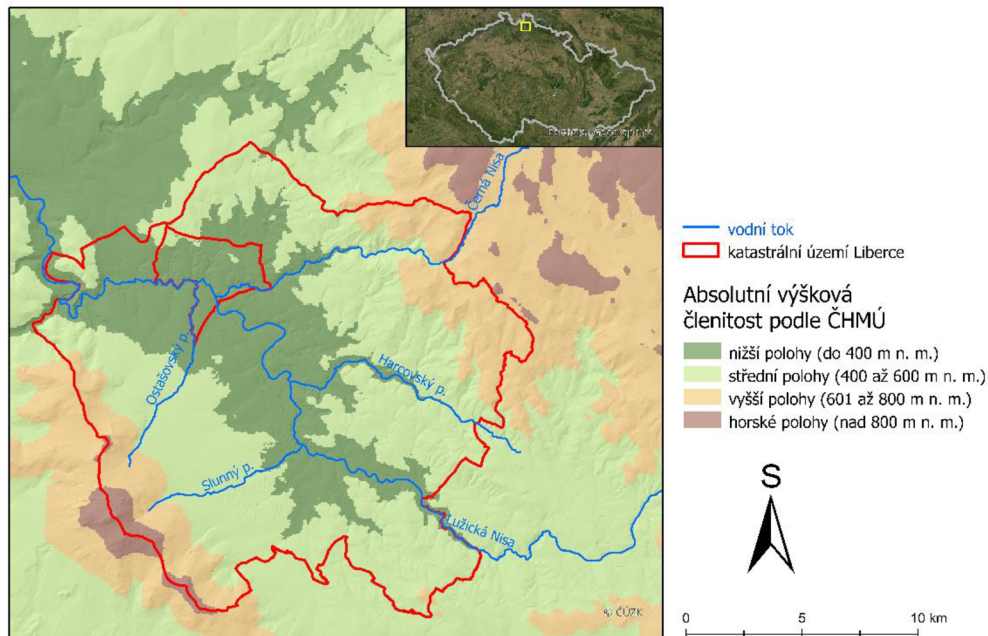 Earthstar Geographics
Černá Nisa
Ostašovský p.
Harcovský p.
Slunný p.
Lužická Nisa
© ČÚZK
vodní tok
katastrální území Liberce
Absolutní výšková
členitost podle ČHMÚ
nižší polohy (do 400 m n. m.)
střední polohy (400 až 600 m n. m.)
vyšší polohy (601 až 800 m n. m.)
horské polohy (nad 800 m n. m.)
S
0 5 10 km